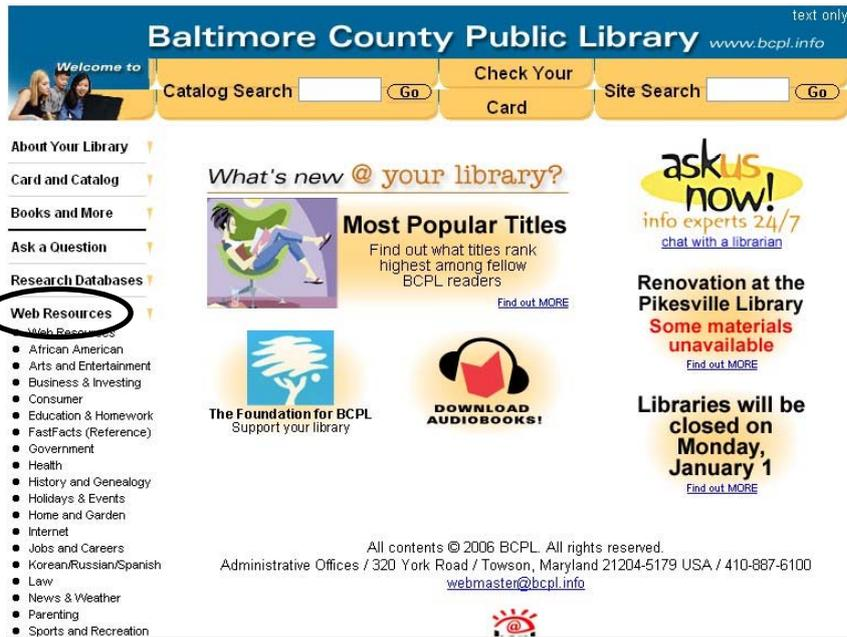 text only
Baltimore County Public Library www.bcpl.info
Welcome to
Catalog Search Go
Check Your
Card
Site Search Go
About Your Library
Card and Catalog
Books and More
Ask a Question
Research Databases
Web Resources
Web Resources
African American
Arts and Entertainment
Business & Investing
Consumer
Education & Homework
FastFacts (Reference)
Government
Health
History and Genealogy
Holidays & Events
Home and Garden
Internet
Jobs and Careers
Korean/Russian/Spanish
Law
News & Weather
Parenting
Sports and Recreation
What's new @ your library?
Most Popular Titles
Find out what titles rank
highest among fellow
BCPL readers
Find out MORE
The Foundation for BCPL
Support your library
DOWNLOAD
AUDIOBOOKS!
askus
now!
info experts 24/7
chat with a librarian
Renovation at the
Pikesville Library
Some materials
unavailable
Find out MORE
Libraries will be
closed on
Monday,
January 1
Find out MORE
All contents © 2006 BCPL. All rights reserved.
Administrative Offices / 320 York Road / Towson, Maryland 21204-5179 USA / 410-887-6100
webmaster@bcpl.info